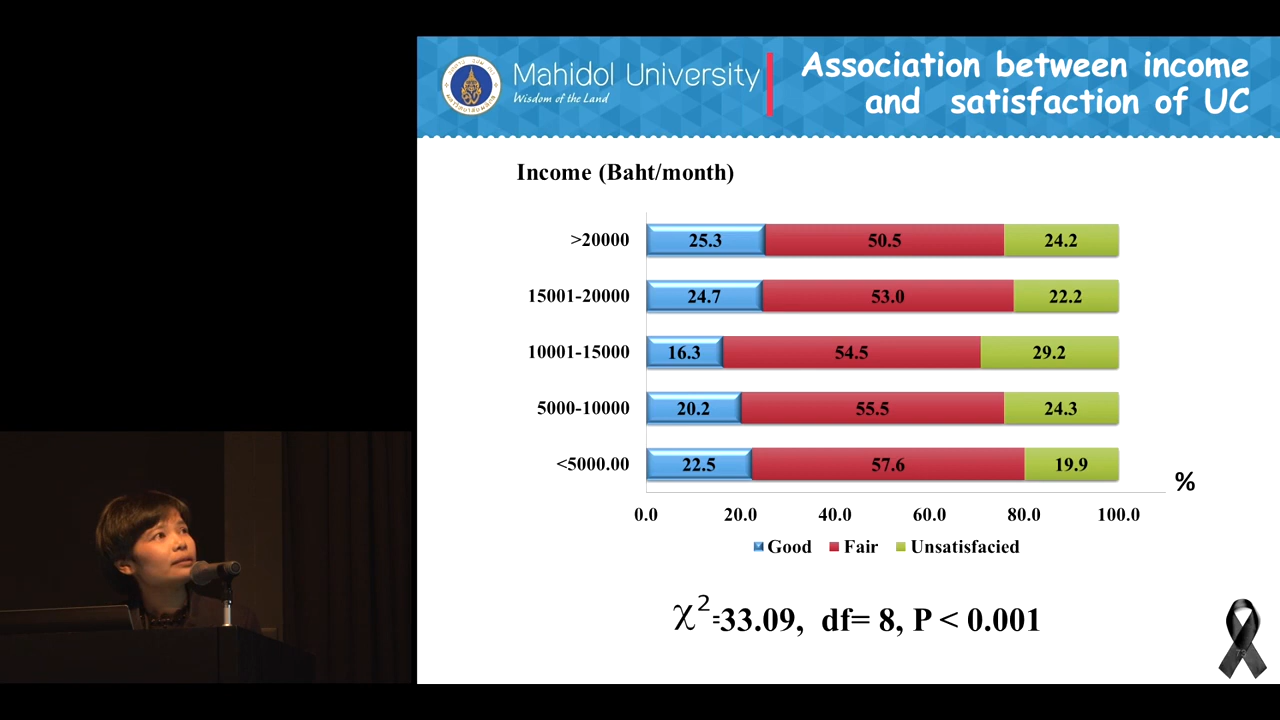 Mahidol University
Wisdom of the Land
Association between income
and satisfaction of UC
Income (Baht/month)
>20000 25.3 50.5 24.2
15001-20000 24.7 53.0 22.2
10001-15000 16.3 54.5 29.2
5000-10000 20.2 55.5 24.3
<5000.00 22.5 57.6 19.9
%
0.0 20.0 40.0 60.0 80.0 100.0
Good Fair Unsatisfacied
χ²=33.09, df= 8, P < 0.001